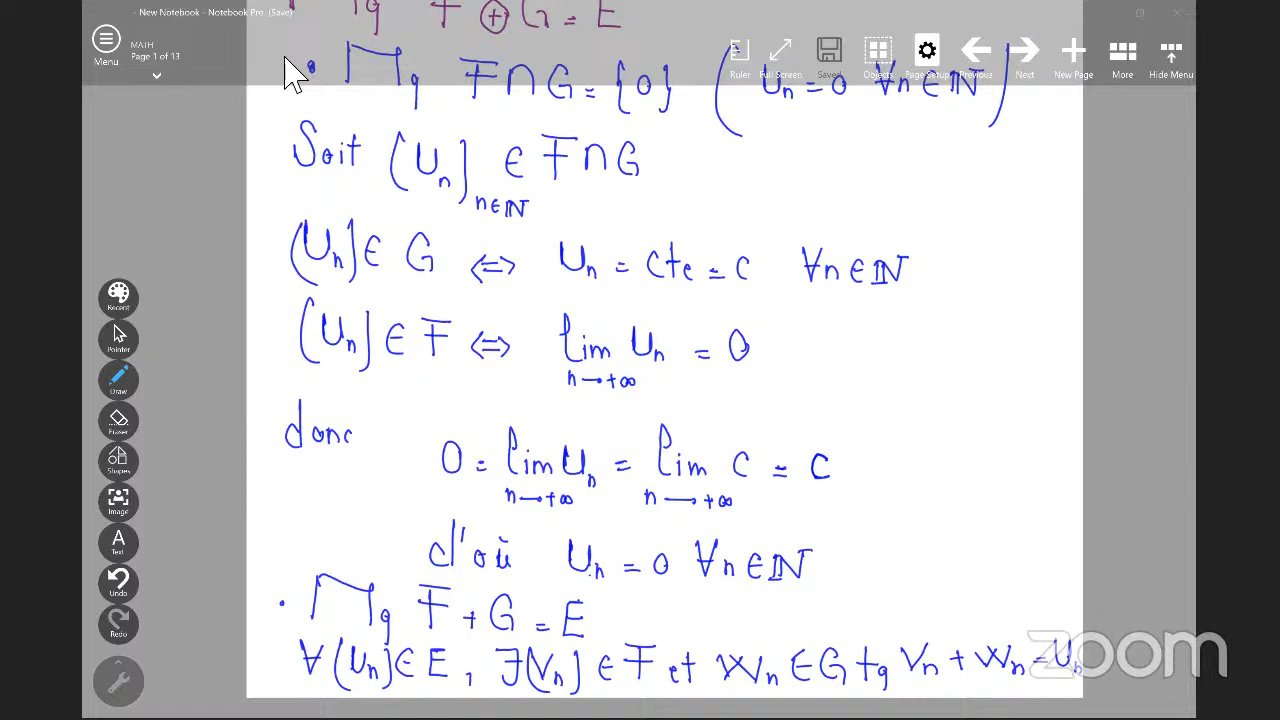 - New Notebook - Notebook Pro (Save)
Menu
MATH
Page 1 of 13
Ruler
Full Screen
Saved
Objects
Page Setup
Previous
Next
New Page
More
Hide Menu
Mq F ⊕ G = E
• Mq F ∩ G = {0} ( Un = 0 ∀n ∈ ℕ )
Soit (Un)n∈ℕ ∈ F ∩ G
(Un) ∈ G ⇔ Un = cte = c ∀n ∈ ℕ
(Un) ∈ F ⇔ lim n→+∞ Un = 0
donc
0 = lim n→+∞ Un = lim n→+∞ c = c
d'où Un = 0 ∀n ∈ ℕ
• Mq F + G = E
∀(Un) ∈ E, ∃(Vn) ∈ F et Wn ∈ G tq Vn + Wn = Un
Recent
Pointer
Draw
Eraser
Shapes
Image
Text
Undo
Redo
zoom